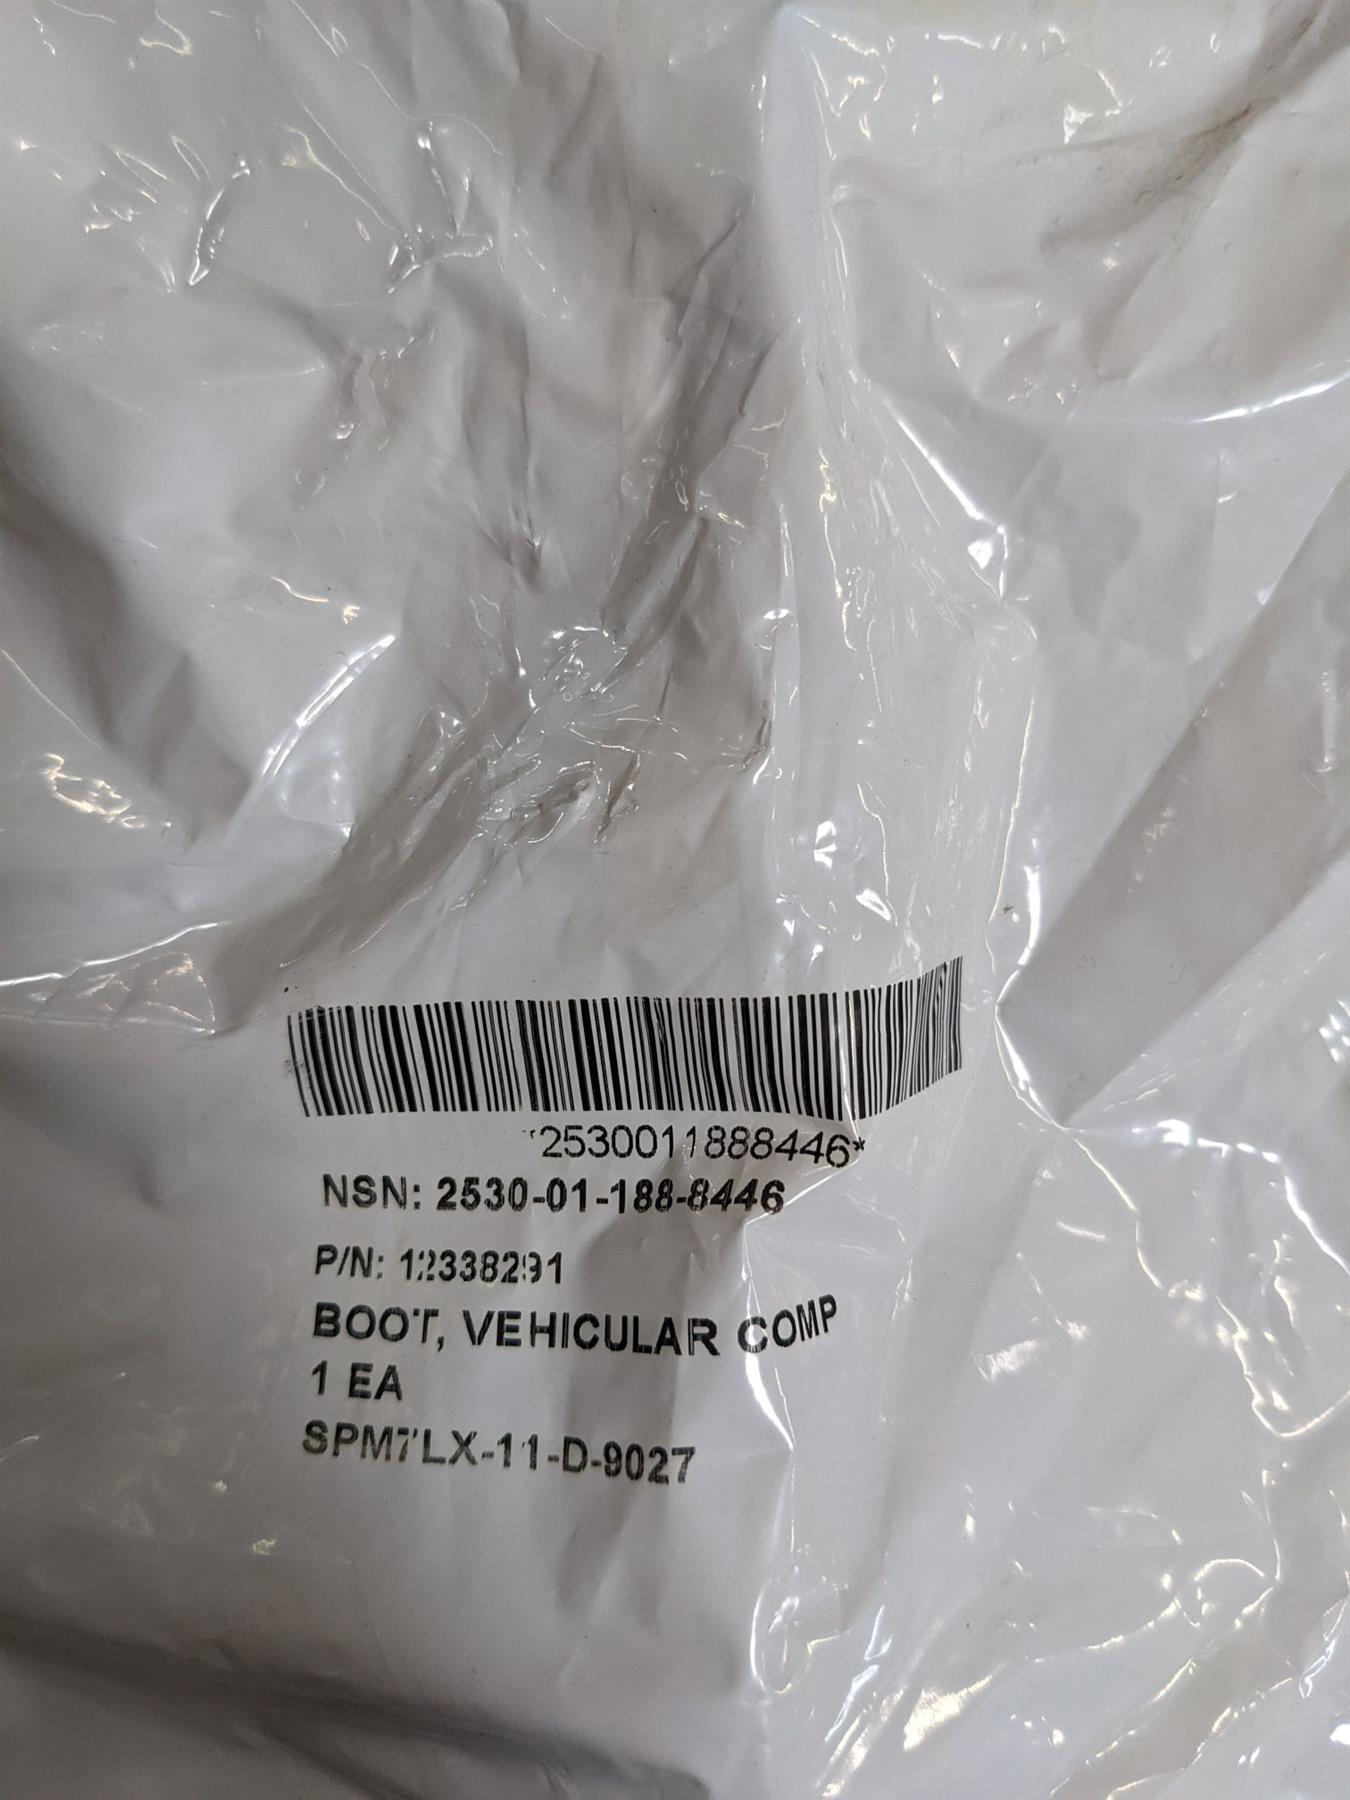 *2530011888446*
NSN: 2530-01-188-8446
P/N: 12338291
BOOT, VEHICULAR COMP
1 EA
SPM7LX-11-D-9027